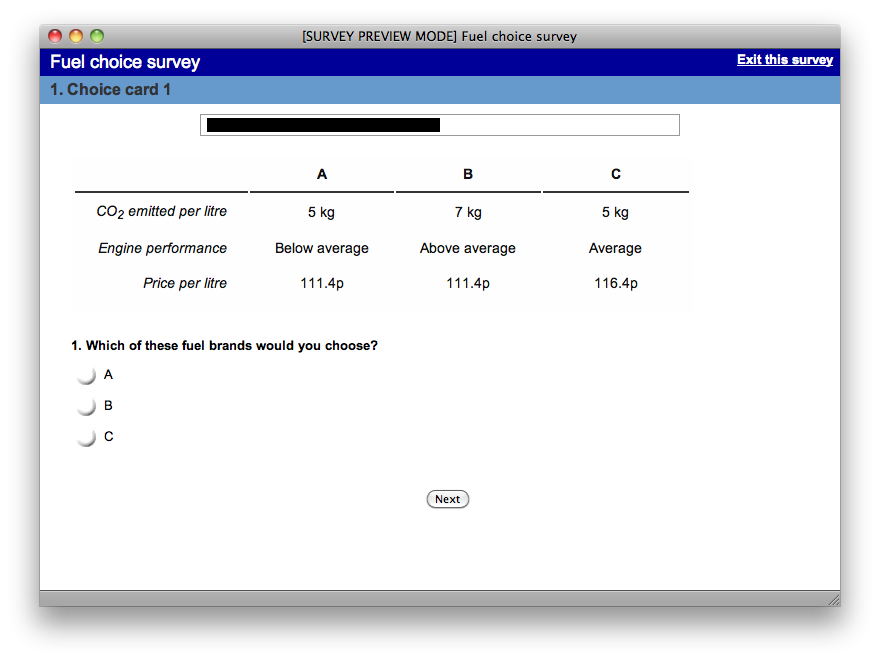 [SURVEY PREVIEW MODE] Fuel choice survey
Fuel choice survey Exit this survey
1. Choice card 1
A B C
CO2 emitted per litre 5 kg 7 kg 5 kg
Engine performance Below average Above average Average
Price per litre 111.4p 111.4p 116.4p
1. Which of these fuel brands would you choose?
A
B
C
Next